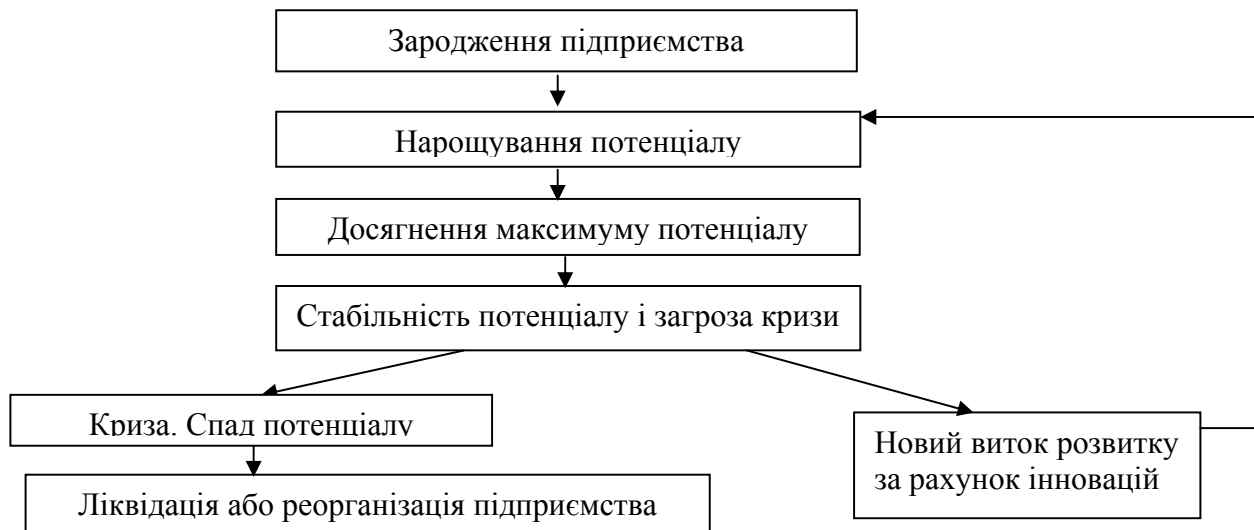 Зародження підприємства
Нарощування потенціалу
Досягнення максимуму потенціалу
Стабільність потенціалу і загроза кризи
Криза. Спад потенціалу
Новий виток розвитку
за рахунок інновацій
Ліквідація або реорганізація підприємства